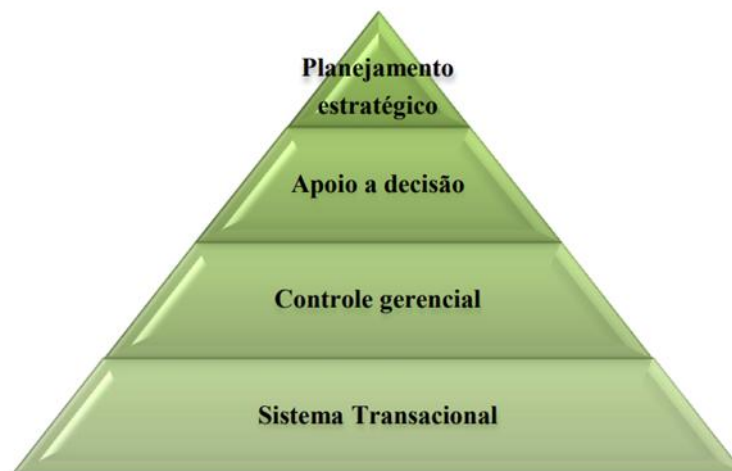 Planejamento
estratégico
Apoio a decisão
Controle gerencial
Sistema Transacional